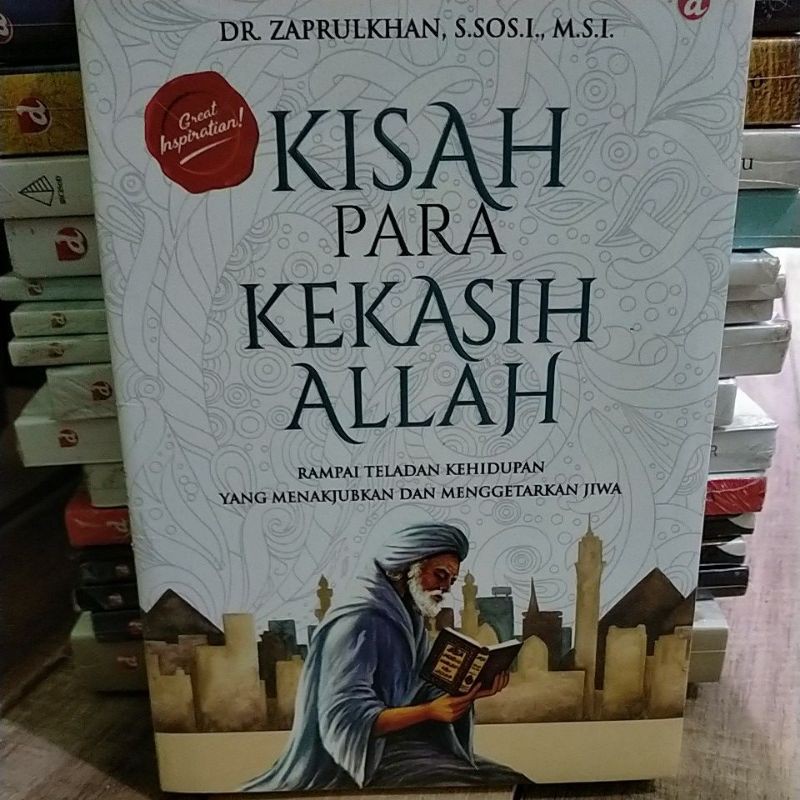 DR. ZAPRULKHAN, S.SOS.I., M.S.I.
Great
Inspiration!
KISAH
PARA
KEKASIH
ALLAH
RAMPAI TELADAN KEHIDUPAN
YANG MENAKJUBKAN DAN MENGGETARKAN JIWA